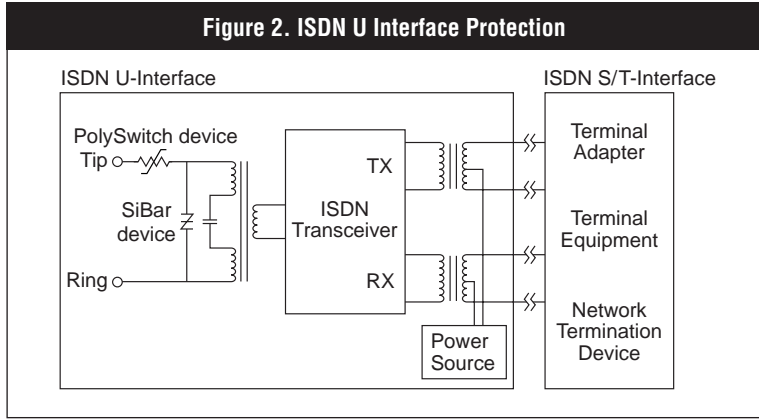 Figure 2. ISDN U Interface Protection
ISDN U-Interface
ISDN S/T-Interface
PolySwitch device
Tip
SiBar
device
Ring
ISDN
Transceiver
TX
RX
Power
Source
Terminal
Adapter
Terminal
Equipment
Network
Termination
Device